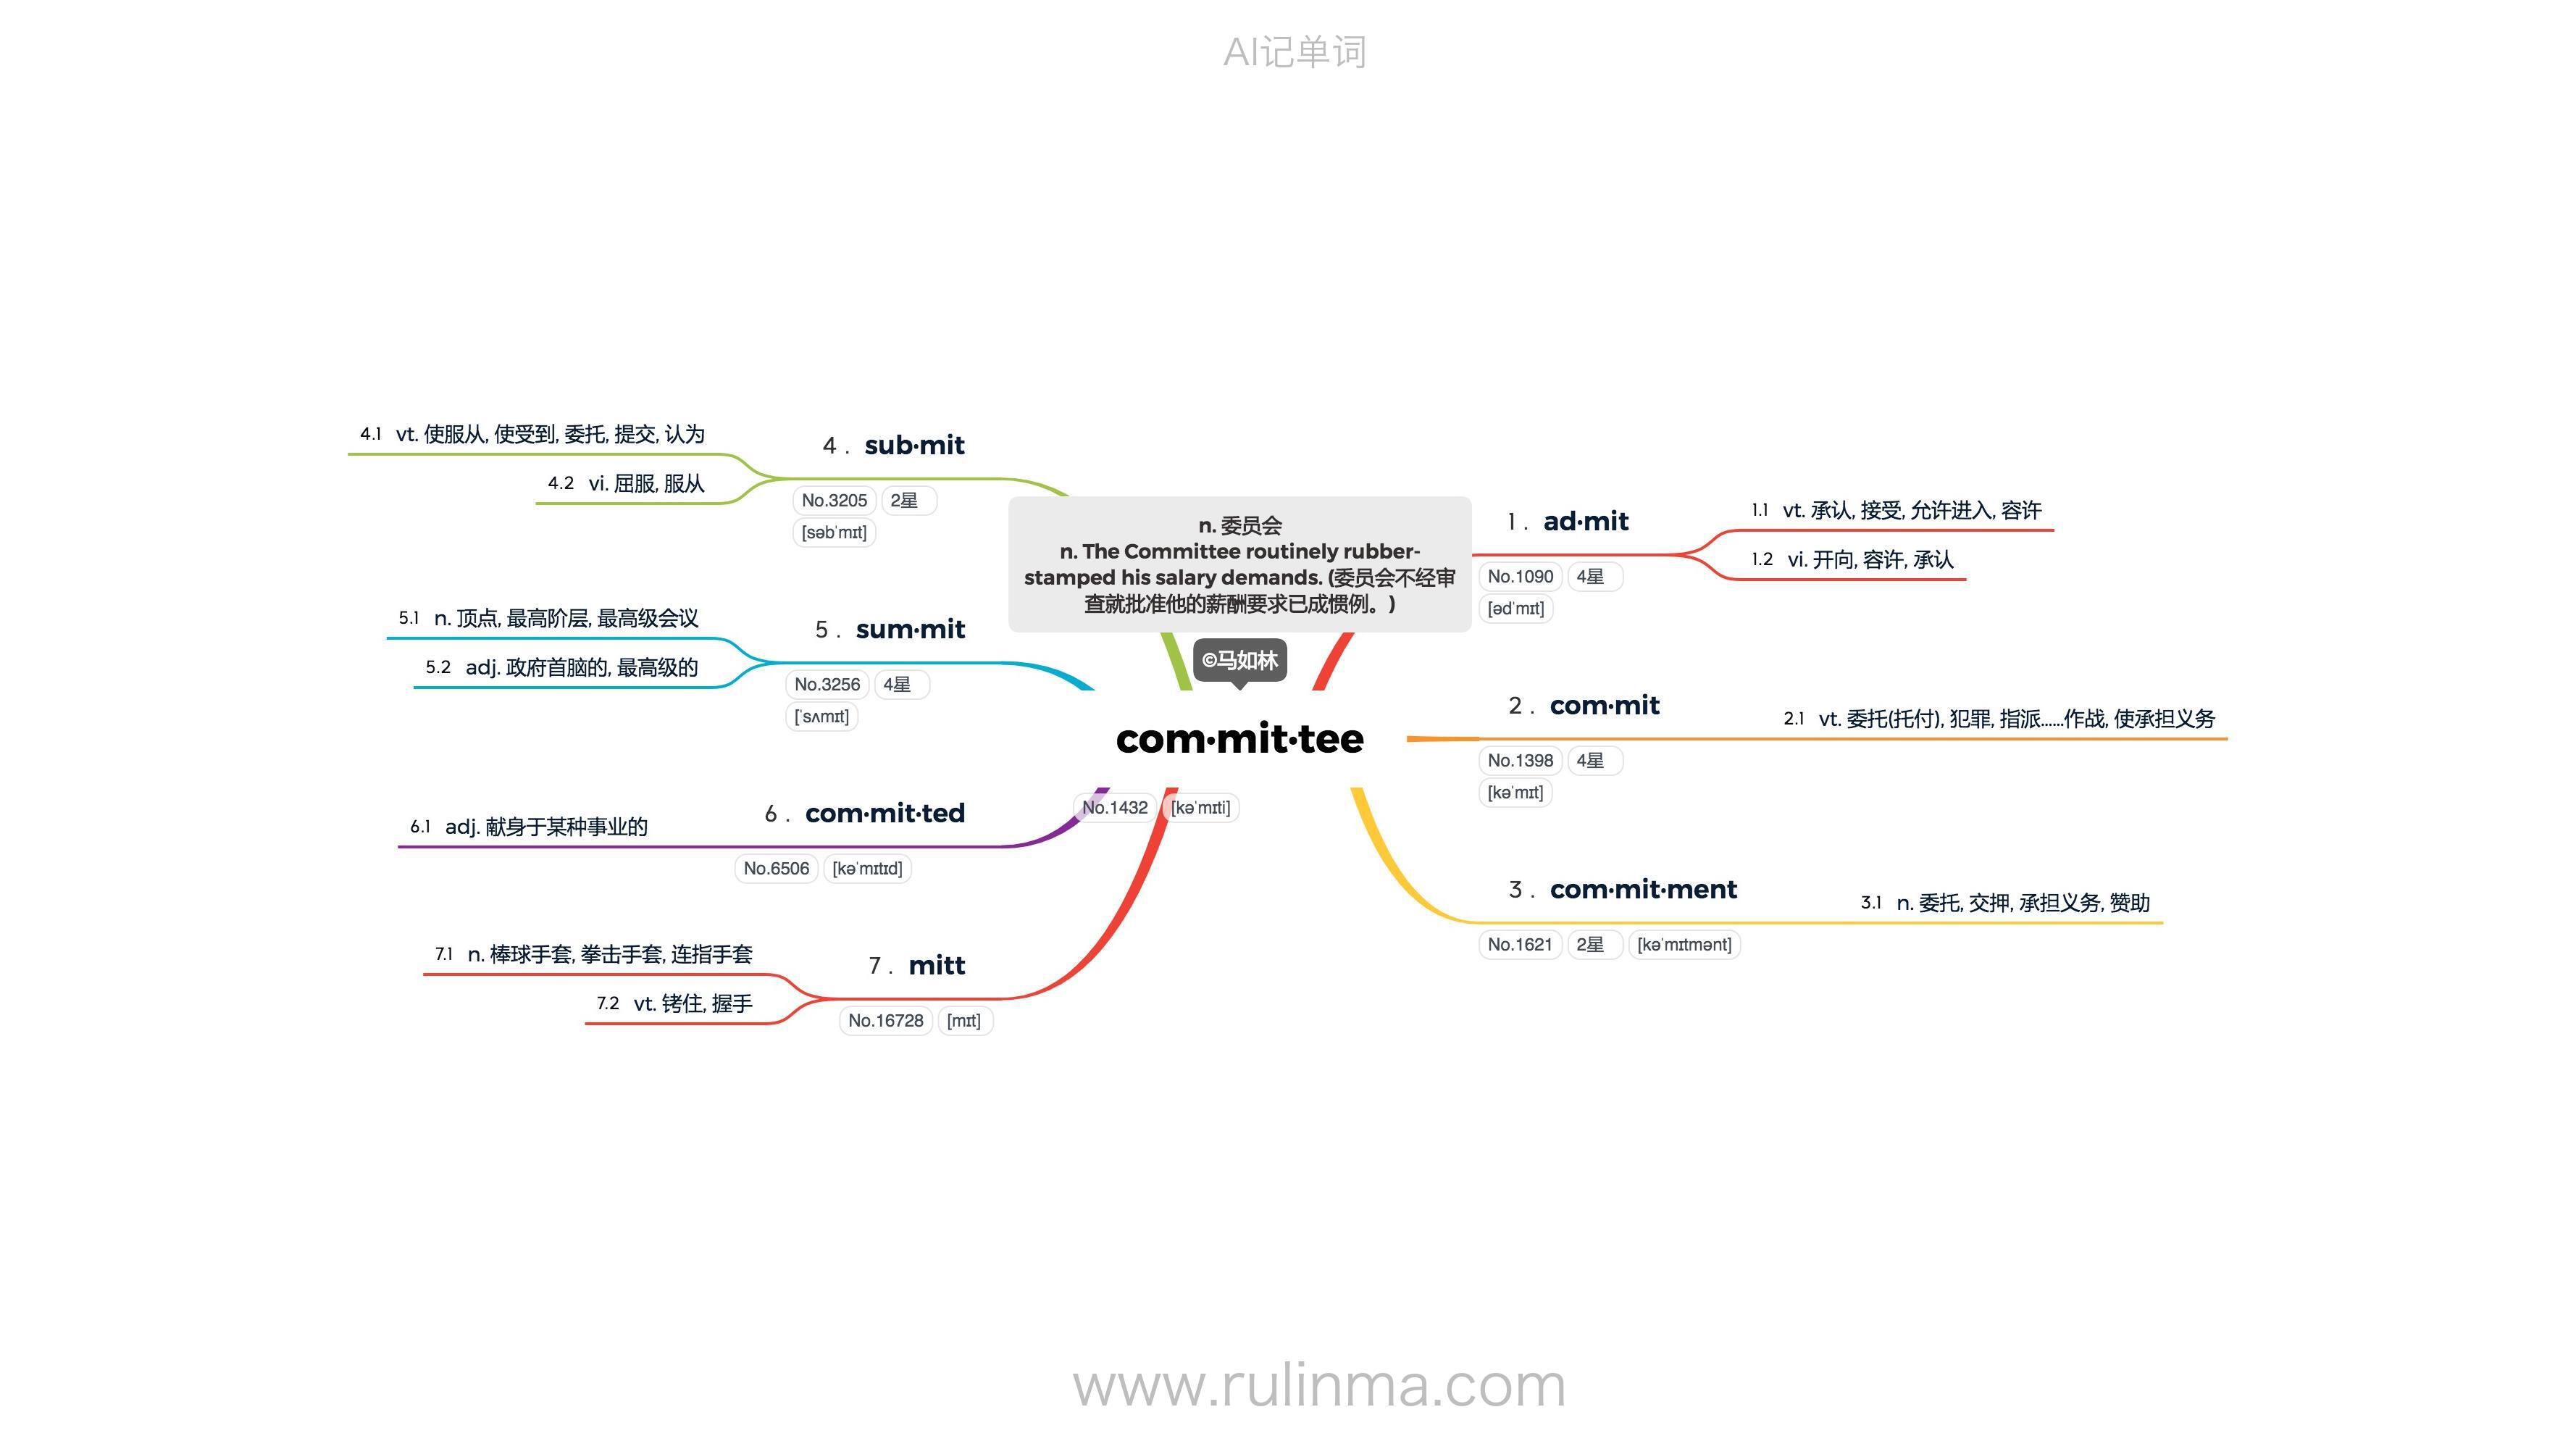 AI记单词
n. 委员会
n. The Committee routinely rubber-
stamped his salary demands. (委员会不经审
查就批准他的薪酬要求已成惯例。)
©马如林
com·mit·tee
No.1432 [kəˈmɪti]
1 . ad·mit
No.1090 4星
[ədˈmɪt]
1.1 vt. 承认, 接受, 允许进入, 容许
1.2 vi. 开向, 容许, 承认
2 . com·mit
No.1398 4星
[kəˈmɪt]
2.1 vt. 委托(托付), 犯罪, 指派……作战, 使承担义务
3 . com·mit·ment
No.1621 2星 [kəˈmɪtmənt]
3.1 n. 委托, 交押, 承担义务, 赞助
4 . sub·mit
No.3205 2星
[səbˈmɪt]
4.1 vt. 使服从, 使受到, 委托, 提交, 认为
4.2 vi. 屈服, 服从
5 . sum·mit
No.3256 4星
[ˈsʌmɪt]
5.1 n. 顶点, 最高阶层, 最高级会议
5.2 adj. 政府首脑的, 最高级的
6 . com·mit·ted
No.6506 [kəˈmɪtɪd]
6.1 adj. 献身于某种事业的
7 . mitt
No.16728 [mɪt]
7.1 n. 棒球手套, 拳击手套, 连指手套
7.2 vt. 铐住, 握手
www.rulinma.com